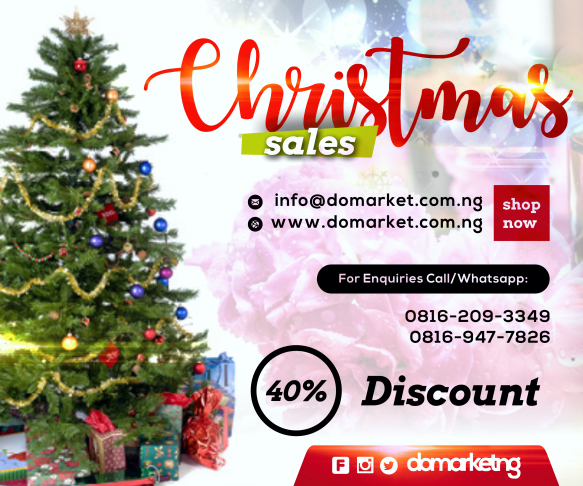 Christmas
sales
info@domarket.com.ng
www.domarket.com.ng
shop
now
For Enquiries Call/Whatsapp:
0816-209-3349
0816-947-7826
40% Discount
domarketng